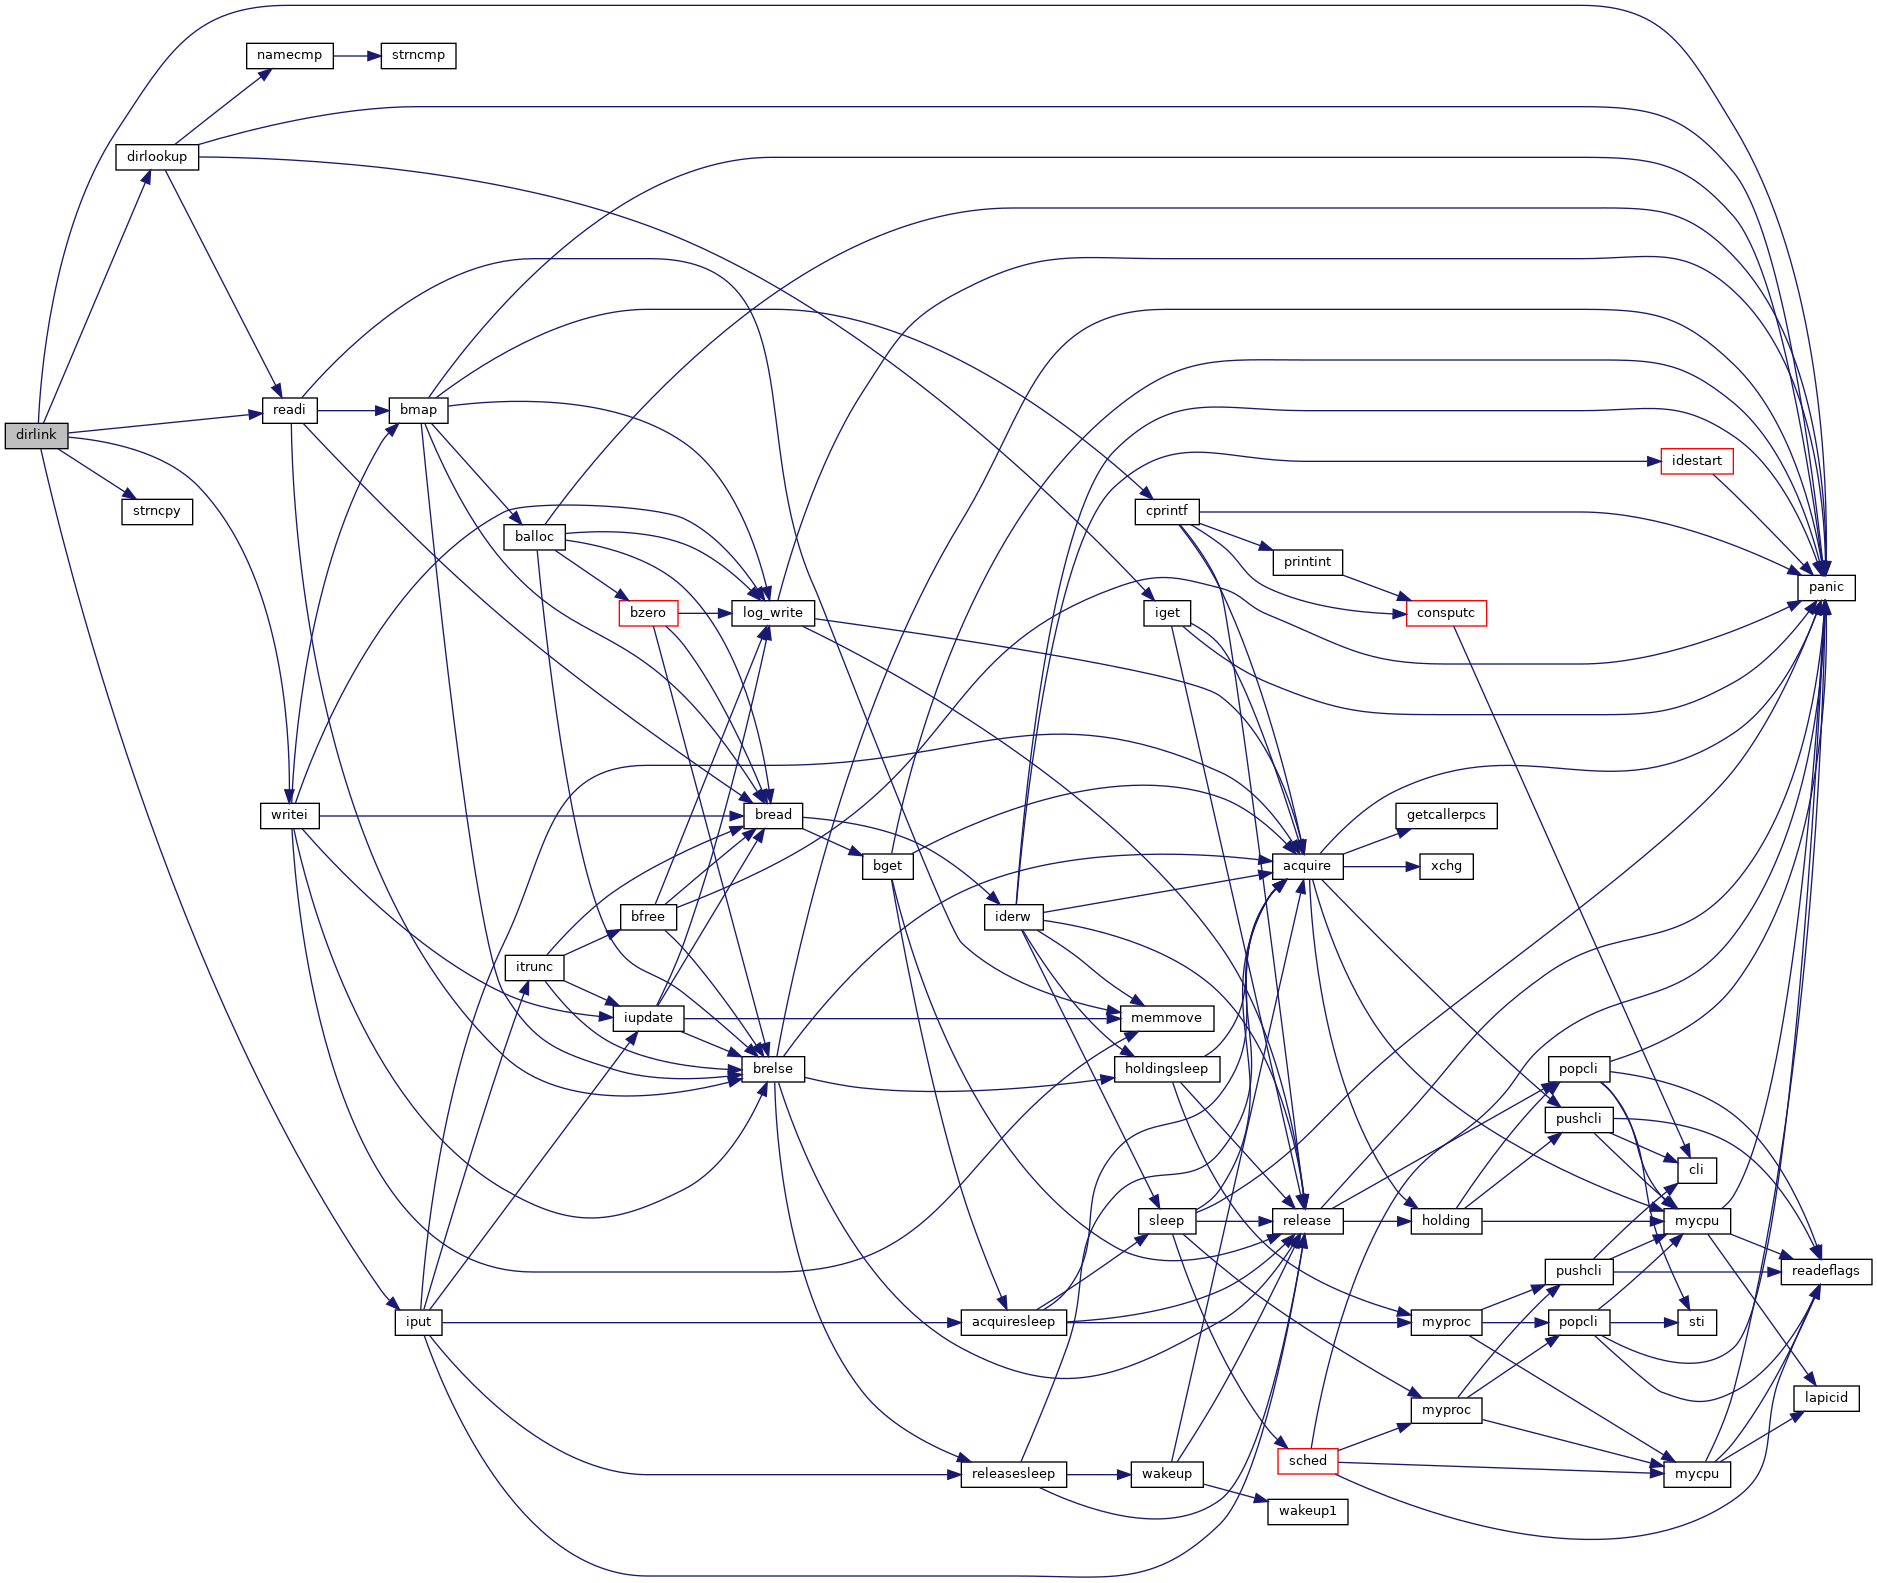 namecmp
strncmp
dirlookup
readi
bmap
dirlink
idestart
strncpy
cprintf
balloc
printint
panic
bzero
log_write
iget
consputc
writei
bread
getcallerpcs
bget
acquire
xchg
bfree
iderw
itrunc
iupdate
memmove
brelse
holdingsleep
popcli
pushcli
cli
sleep
release
holding
mycpu
pushcli
readeflags
iput
acquiresleep
myproc
popcli
sti
lapicid
myproc
sched
releasesleep
wakeup
mycpu
wakeup1